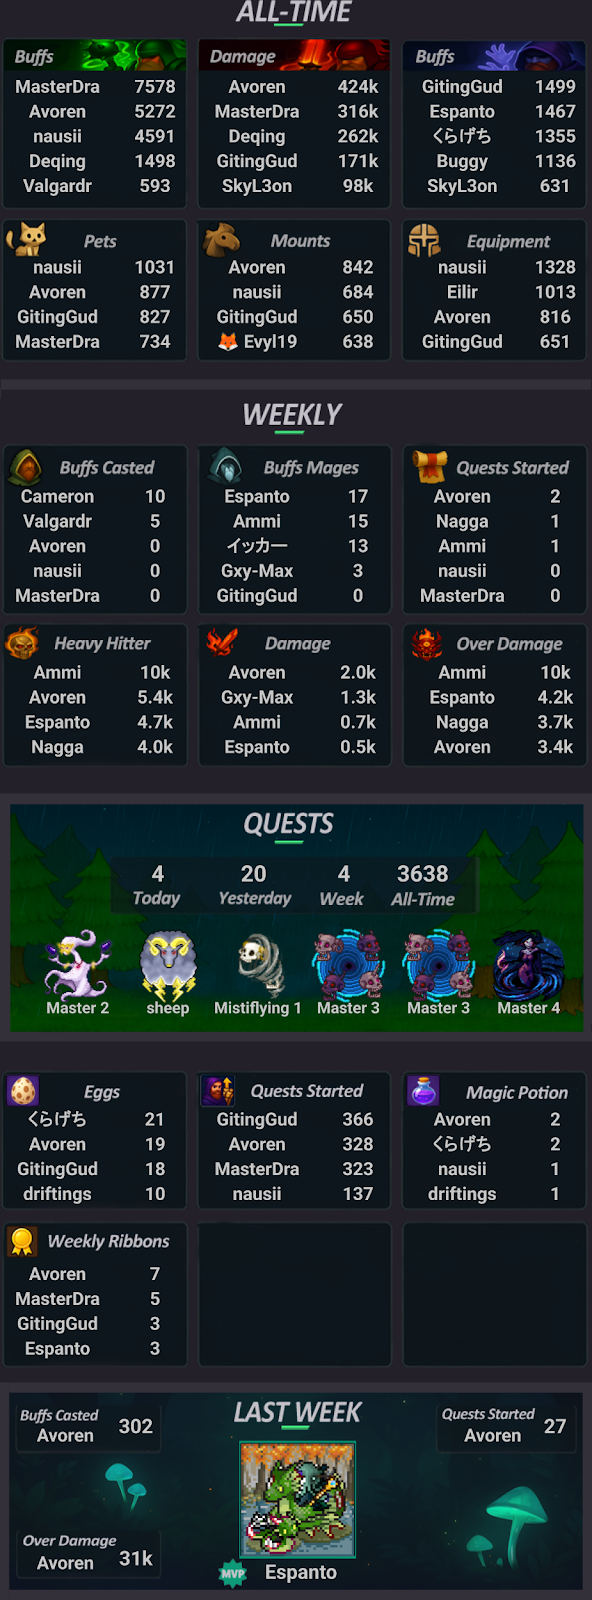 ALL-TIME
Buffs
MasterDra 7578
Avoren 5272
nausii 4591
Deqing 1498
Valgardr 593
Damage
Avoren 424k
MasterDra 316k
Deqing 262k
GitingGud 171k
SkyL3on 98k
Buffs
GitingGud 1499
Espanto 1467
くらげち 1355
Buggy 1136
SkyL3on 631
Pets
nausii 1031
Avoren 877
GitingGud 827
MasterDra 734
Mounts
Avoren 842
nausii 684
GitingGud 650
🦊 Evyl19 638
Equipment
nausii 1328
Eilir 1013
Avoren 816
GitingGud 651
WEEKLY
Buffs Casted
Cameron 10
Valgardr 5
Avoren 0
nausii 0
MasterDra 0
Buffs Mages
Espanto 17
Ammi 15
イッカー 13
Gxy-Max 3
GitingGud 0
Quests Started
Avoren 2
Nagga 1
Ammi 1
nausii 0
MasterDra 0
Heavy Hitter
Ammi 10k
Avoren 5.4k
Espanto 4.7k
Nagga 4.0k
Damage
Avoren 2.0k
Gxy-Max 1.3k
Ammi 0.7k
Espanto 0.5k
Over Damage
Ammi 10k
Espanto 4.2k
Nagga 3.7k
Avoren 3.4k
QUESTS
4 20 4 3638
Today Yesterday Week All-Time
Master 2 sheep Mistiflying 1 Master 3 Master 3 Master 4
Eggs
くらげち 21
Avoren 19
GitingGud 18
driftings 10
Quests Started
GitingGud 366
Avoren 328
MasterDra 323
nausii 137
Magic Potion
Avoren 2
くらげち 2
nausii 1
driftings 1
Weekly Ribbons
Avoren 7
MasterDra 5
GitingGud 3
Espanto 3
LAST WEEK
Buffs Casted
Avoren 302
Quests Started
Avoren 27
Over Damage
Avoren 31k
MVP Espanto